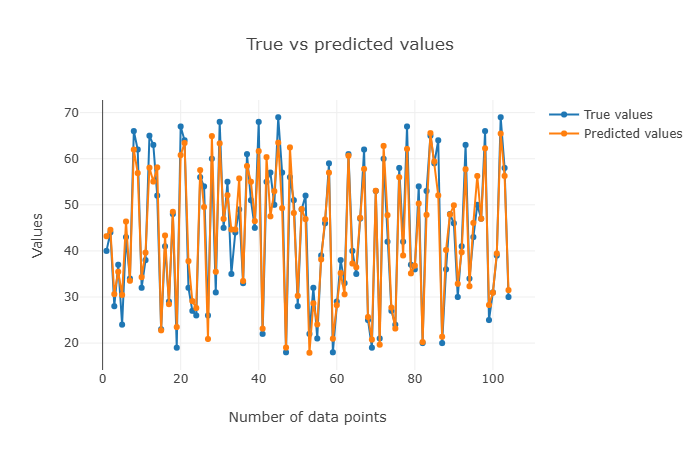 True vs predicted values
True values
Predicted values
70
60
50
40
30
20
Values
0
20
40
60
80
100
Number of data points